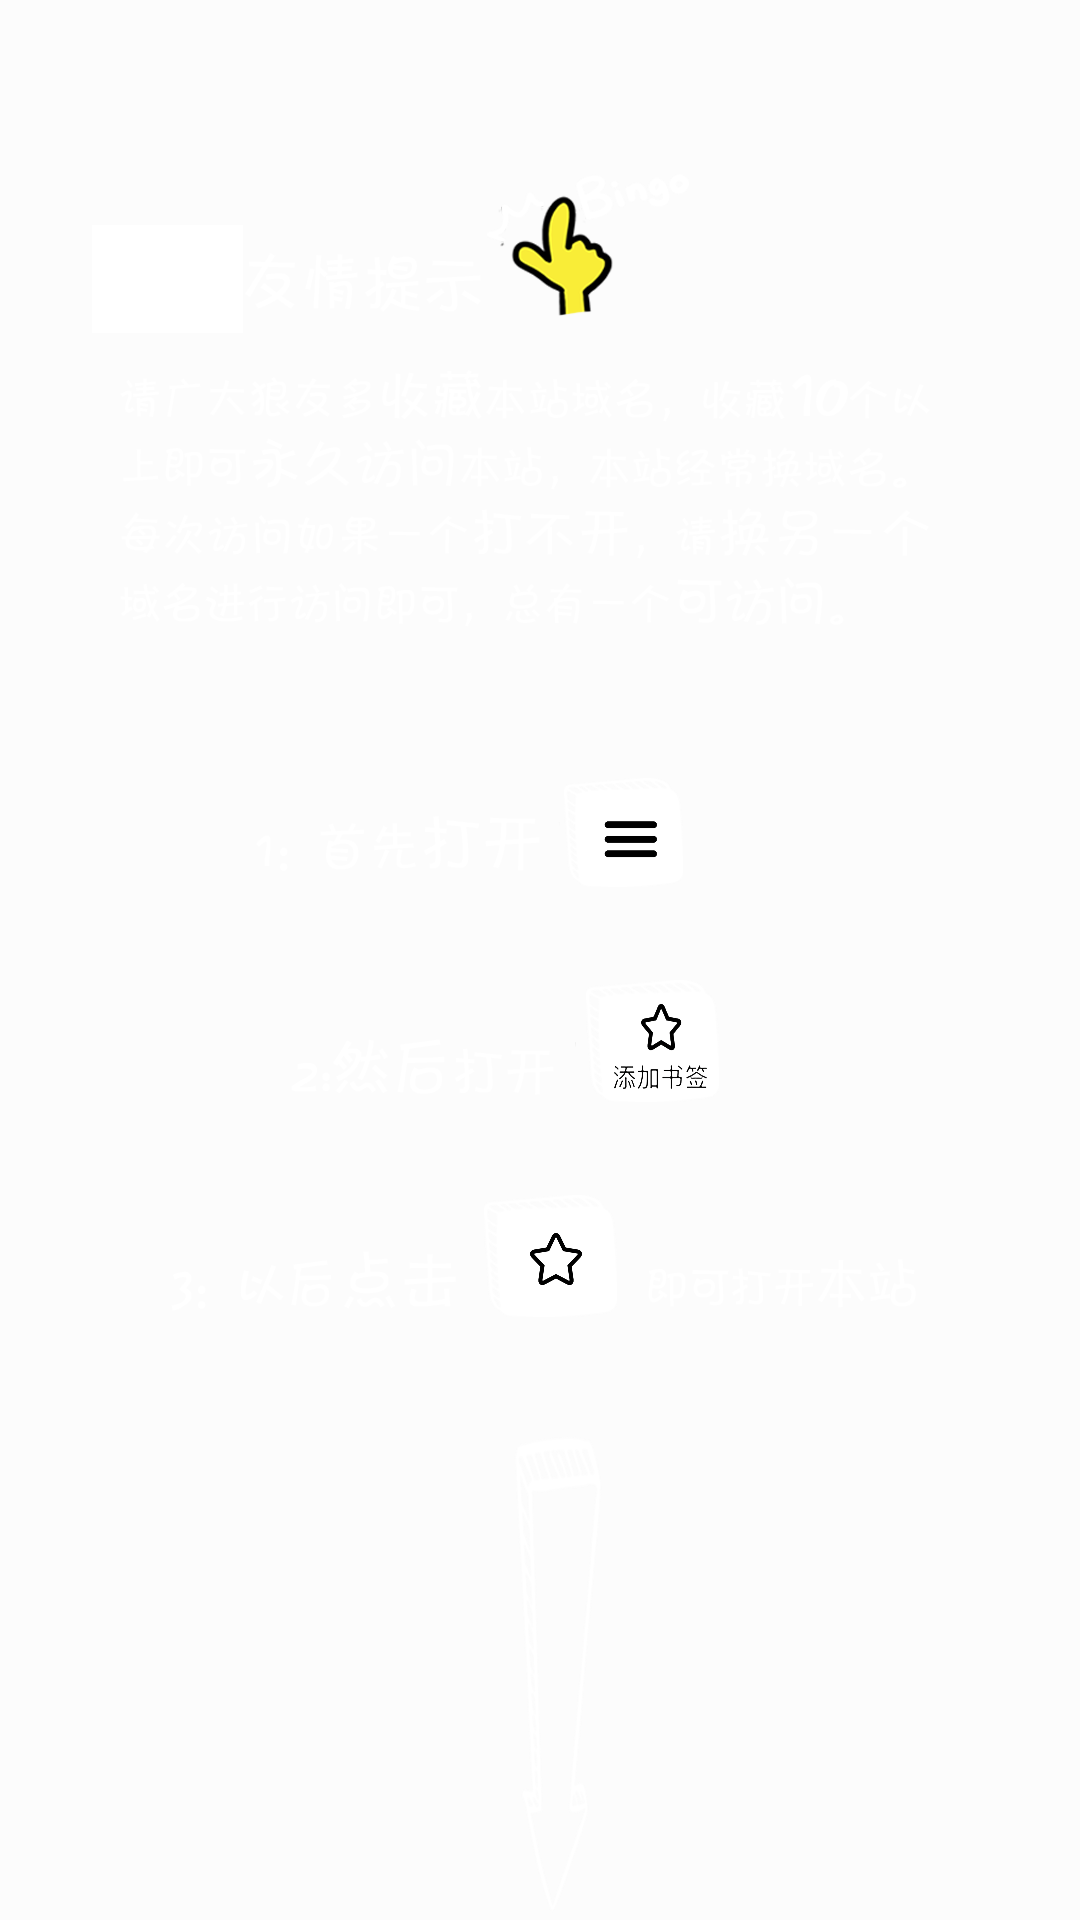 Bingo
友情提示
请广大狼友多收藏本站域名，收藏10个以
上即可永久访问本站，本站经常换域名。
每次访问如果一个打不开，请换另一个
域名进行访问即可，总有一个可访问。
1：首先打开
2:然后打开
添加书签
3：以后点击 即可打开本站